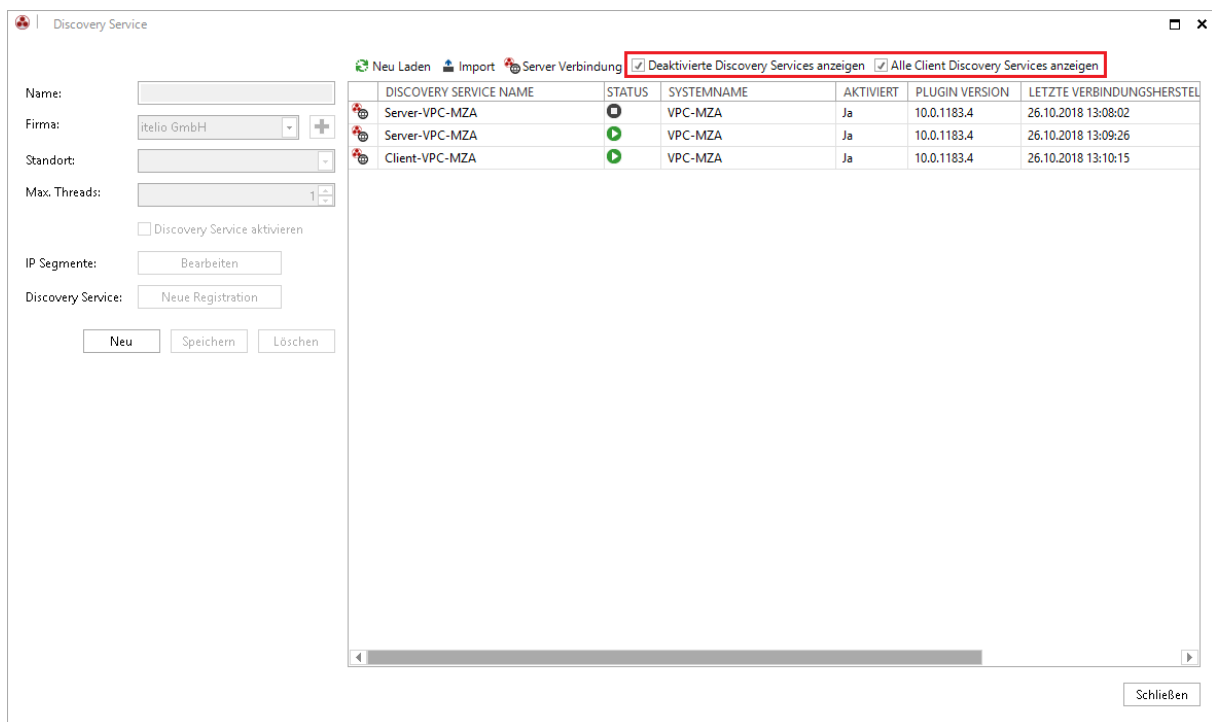 Discovery Service
Neu Laden Import Server Verbindung Deaktivierte Discovery Services anzeigen Alle Client Discovery Services anzeigen
Name:
Firma: itelio GmbH
Standort:
Max. Threads: 1
Discovery Service aktivieren
IP Segmente: Bearbeiten
Discovery Service: Neue Registration
Neu Speichern Löschen
DISCOVERY SERVICE NAME STATUS SYSTEMNAME AKTIVIERT PLUGIN VERSION LETZTE VERBINDUNGSHERSTEL
Server-VPC-MZA VPC-MZA Ja 10.0.1183.4 26.10.2018 13:08:02
Server-VPC-MZA VPC-MZA Ja 10.0.1183.4 26.10.2018 13:09:26
Client-VPC-MZA VPC-MZA Ja 10.0.1183.4 26.10.2018 13:10:15
Schließen